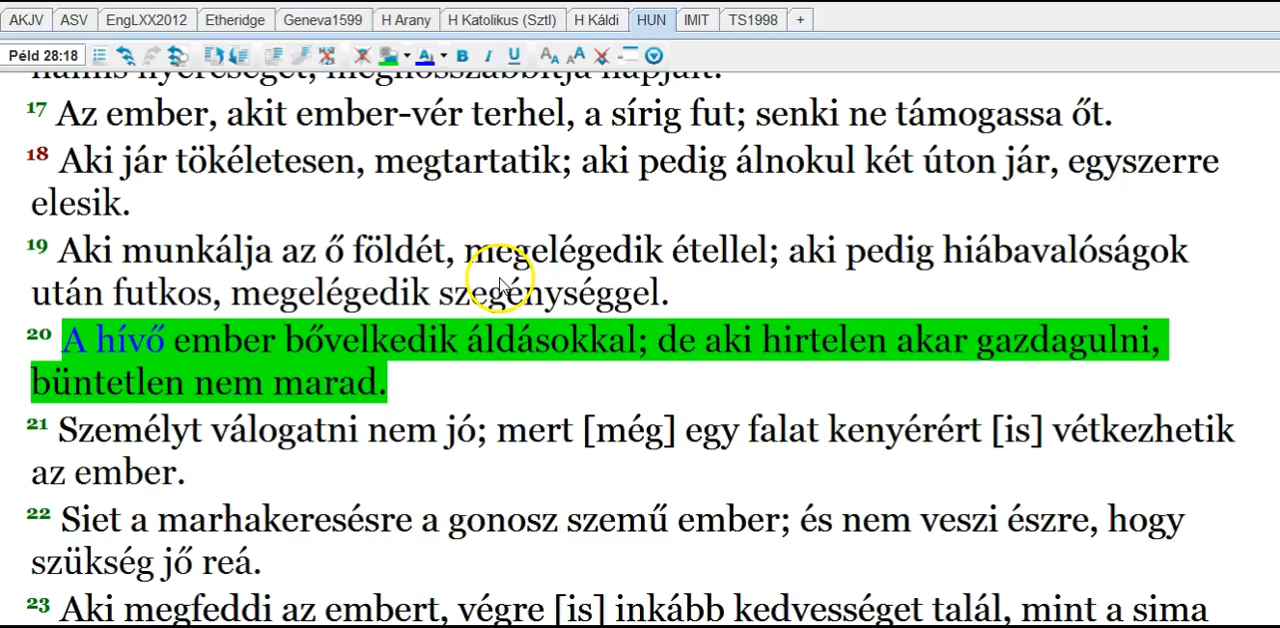 AKJV ASV EngLXX2012 Etheridge Geneva1599 H Arany H Katolikus (Sztl) H Káldi HUN IMIT TS1998 +
Péld 28:18
hamis nyereséget, meghosszabbítja napjait.
17 Az ember, akit ember-vér terhel, a sírig fut; senki ne támogassa őt.
18 Aki jár tökéletesen, megtartatik; aki pedig álnokul két úton jár, egyszerre
elesik.
19 Aki munkálja az ő földét, megelégedik étellel; aki pedig hiábavalóságok
után futkos, megelégedik szegénységgel.
20 A hívő ember bővelkedik áldásokkal; de aki hirtelen akar gazdagulni,
büntetlen nem marad.
21 Személyt válogatni nem jó; mert [még] egy falat kenyérért [is] vétkezhetik
az ember.
22 Siet a marhakeresésre a gonosz szemű ember; és nem veszi észre, hogy
szükség jő reá.
23 Aki megfeddi az embert, végre [is] inkább kedvességet talál, mint a sima